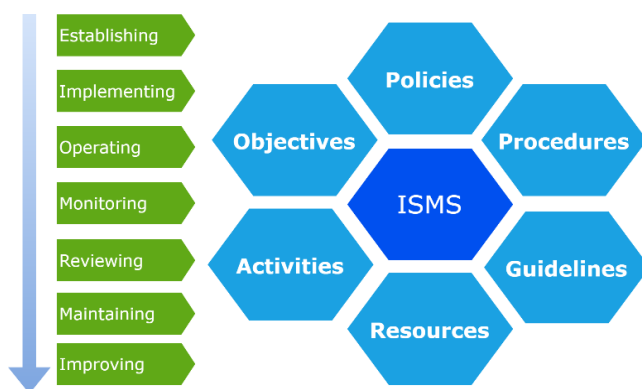 Establishing
Implementing
Operating
Monitoring
Reviewing
Maintaining
Improving
Policies
Objectives
Procedures
ISMS
Activities
Guidelines
Resources